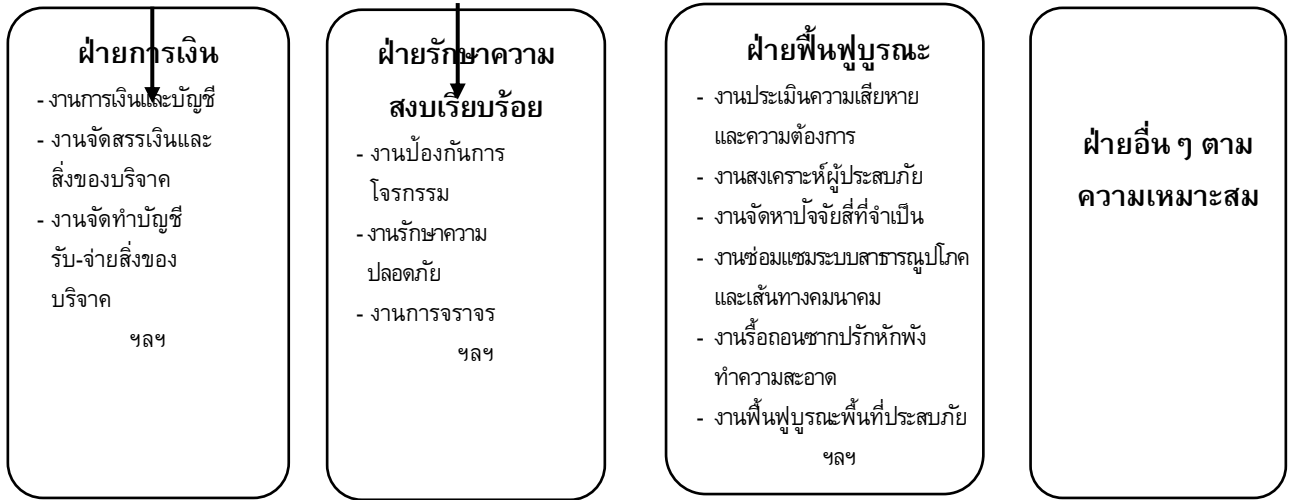 ฝ่ายการเงิน
- งานการเงินและบัญชี
- งานจัดสรรเงินและ
สิ่งของบริจาค
- งานจัดทำบัญชี
รับ-จ่ายสิ่งของ
บริจาค
ฯลฯ
ฝ่ายรักษาความ
สงบเรียบร้อย
- งานป้องกันการ
โจรกรรม
- งานรักษาความ
ปลอดภัย
- งานการจราจร
ฯลฯ
ฝ่ายฟื้นฟูบูรณะ
- งานประเมินความเสียหาย
และความต้องการ
- งานสงเคราะห์ผู้ประสบภัย
- งานจัดหาปัจจัยสี่ที่จำเป็น
- งานซ่อมแซมระบบสาธารณูปโภค
และเส้นทางคมนาคม
- งานรื้อถอนซากปรักหักพัง
ทำความสะอาด
- งานฟื้นฟูบูรณะพื้นที่ประสบภัย
ฯลฯ
ฝ่ายอื่น ๆ ตาม
ความเหมาะสม